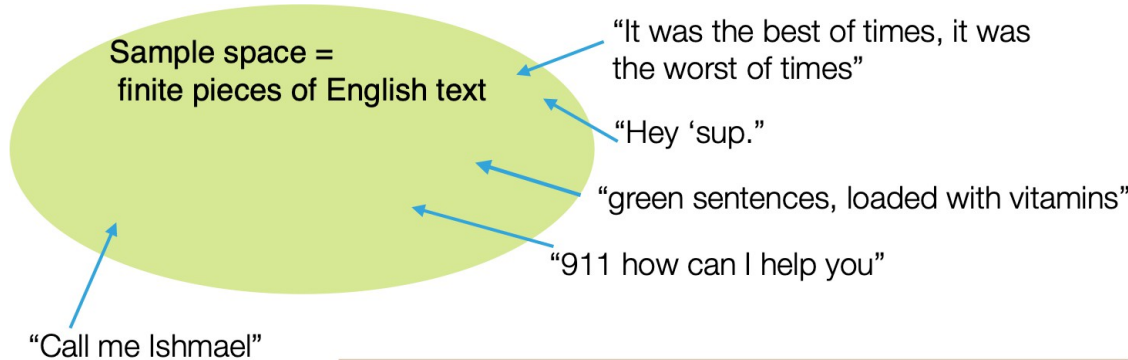 Sample space =
finite pieces of English text
“It was the best of times, it was
the worst of times”
“Hey ‘sup.”
“green sentences, loaded with vitamins”
“911 how can I help you”
“Call me Ishmael”